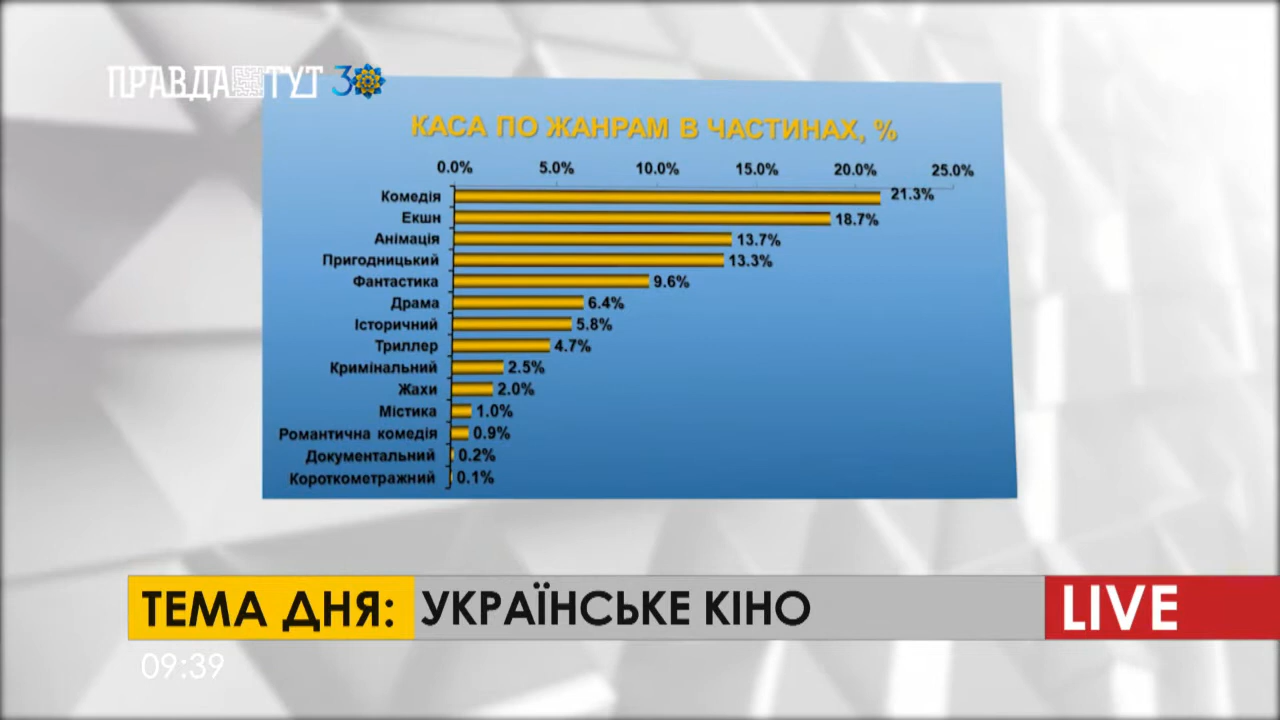 ПРАВДА ТУТ 30
КАСА ПО ЖАНРАМ В ЧАСТИНАХ, %
0.0% 5.0% 10.0% 15.0% 20.0% 25.0%
Комедія 21.3%
Екшн 18.7%
Анімація 13.7%
Пригодницький 13.3%
Фантастика 9.6%
Драма 6.4%
Історичний 5.8%
Триллер 4.7%
Кримінальний 2.5%
Жахи 2.0%
Містика 1.0%
Романтична комедія 0.9%
Документальний 0.2%
Короткометражний 0.1%
ТЕМА ДНЯ: УКРАЇНСЬКЕ КІНО LIVE
09:39